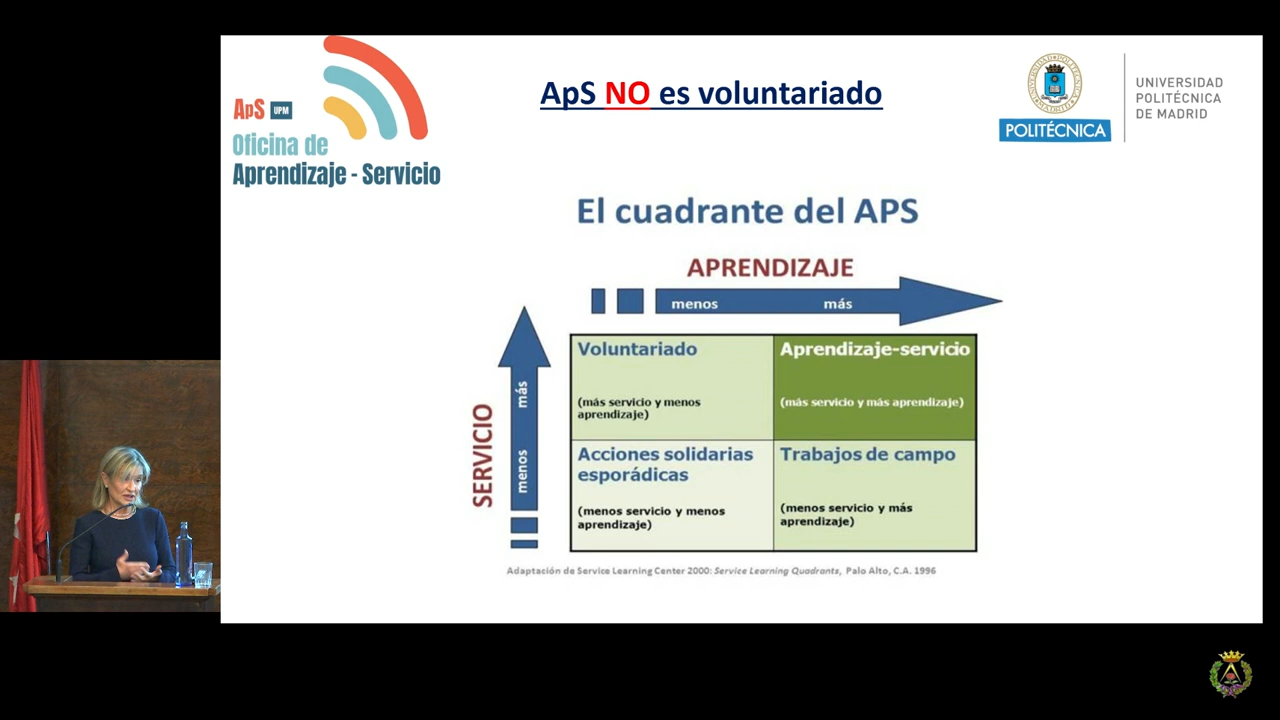 ApS UPM
Oficina de
Aprendizaje - Servicio
ApS NO es voluntariado
POLITÉCNICA
UNIVERSIDAD
POLITÉCNICA
DE MADRID
El cuadrante del APS
APRENDIZAJE
menos más
SERVICIO
más
menos
Voluntariado
(más servicio y menos
aprendizaje)
Aprendizaje-servicio
(más servicio y más aprendizaje)
Acciones solidarias
esporádicas
(menos servicio y menos
aprendizaje)
Trabajos de campo
(menos servicio y más
aprendizaje)
Adaptación de Service Learning Center 2000: Service Learning Quadrants, Palo Alto, C.A. 1996